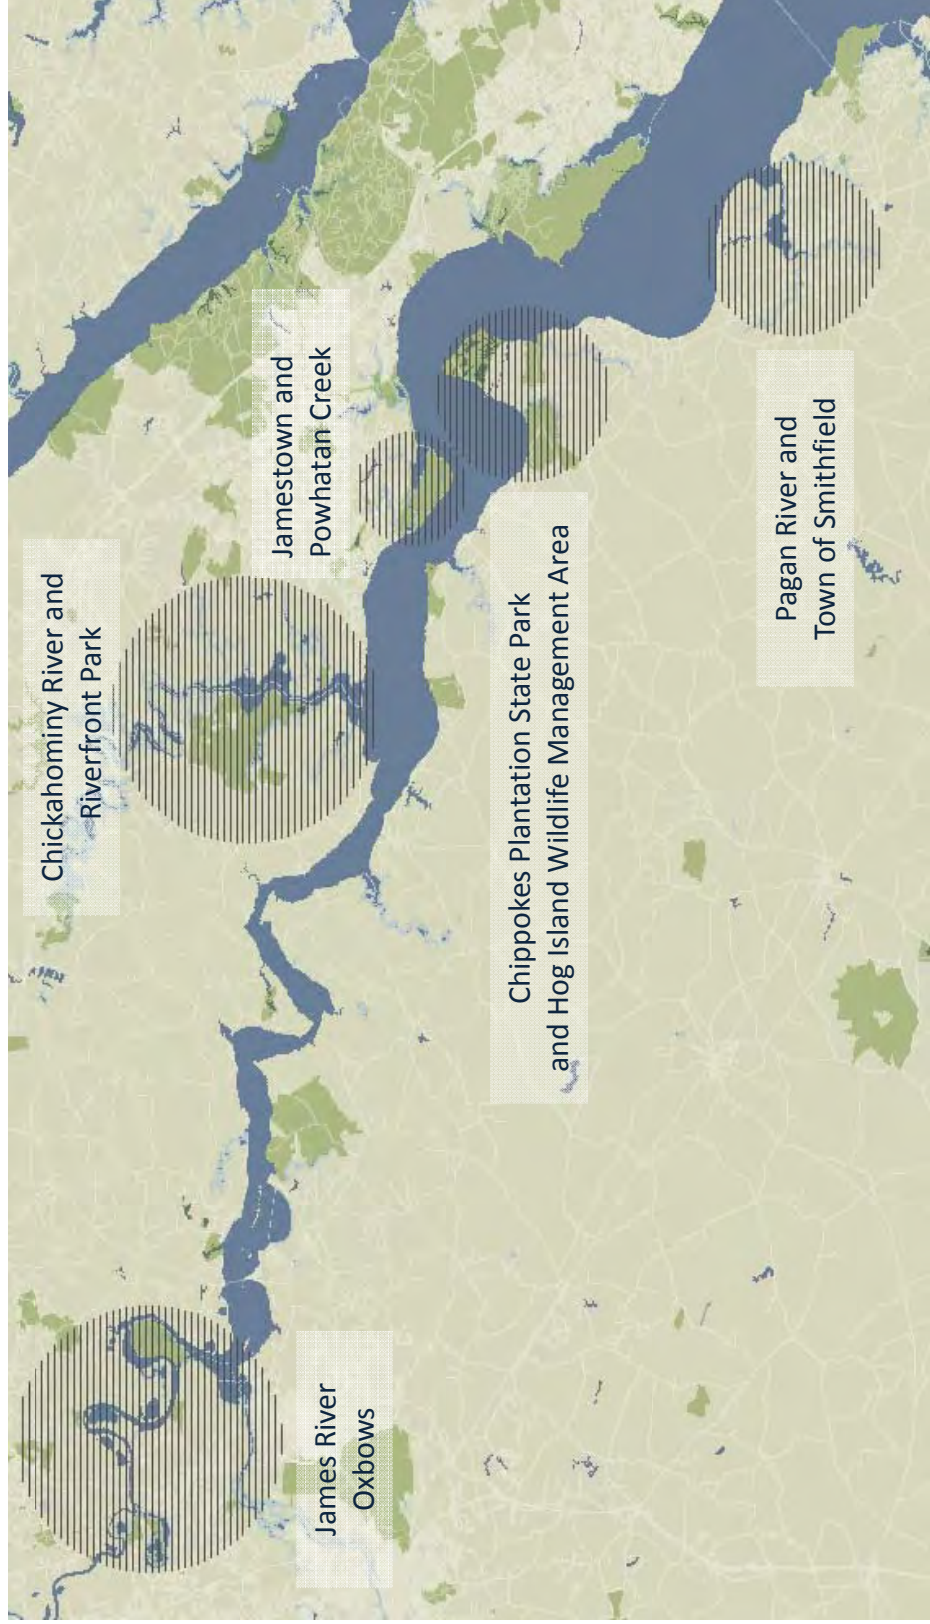 James River
Oxbows
Chickahominy River and
Riverfront Park
Jamestown and
Powhatan Creek
Chippokes Plantation State Park
and Hog Island Wildlife Management Area
Pagan River and
Town of Smithfield